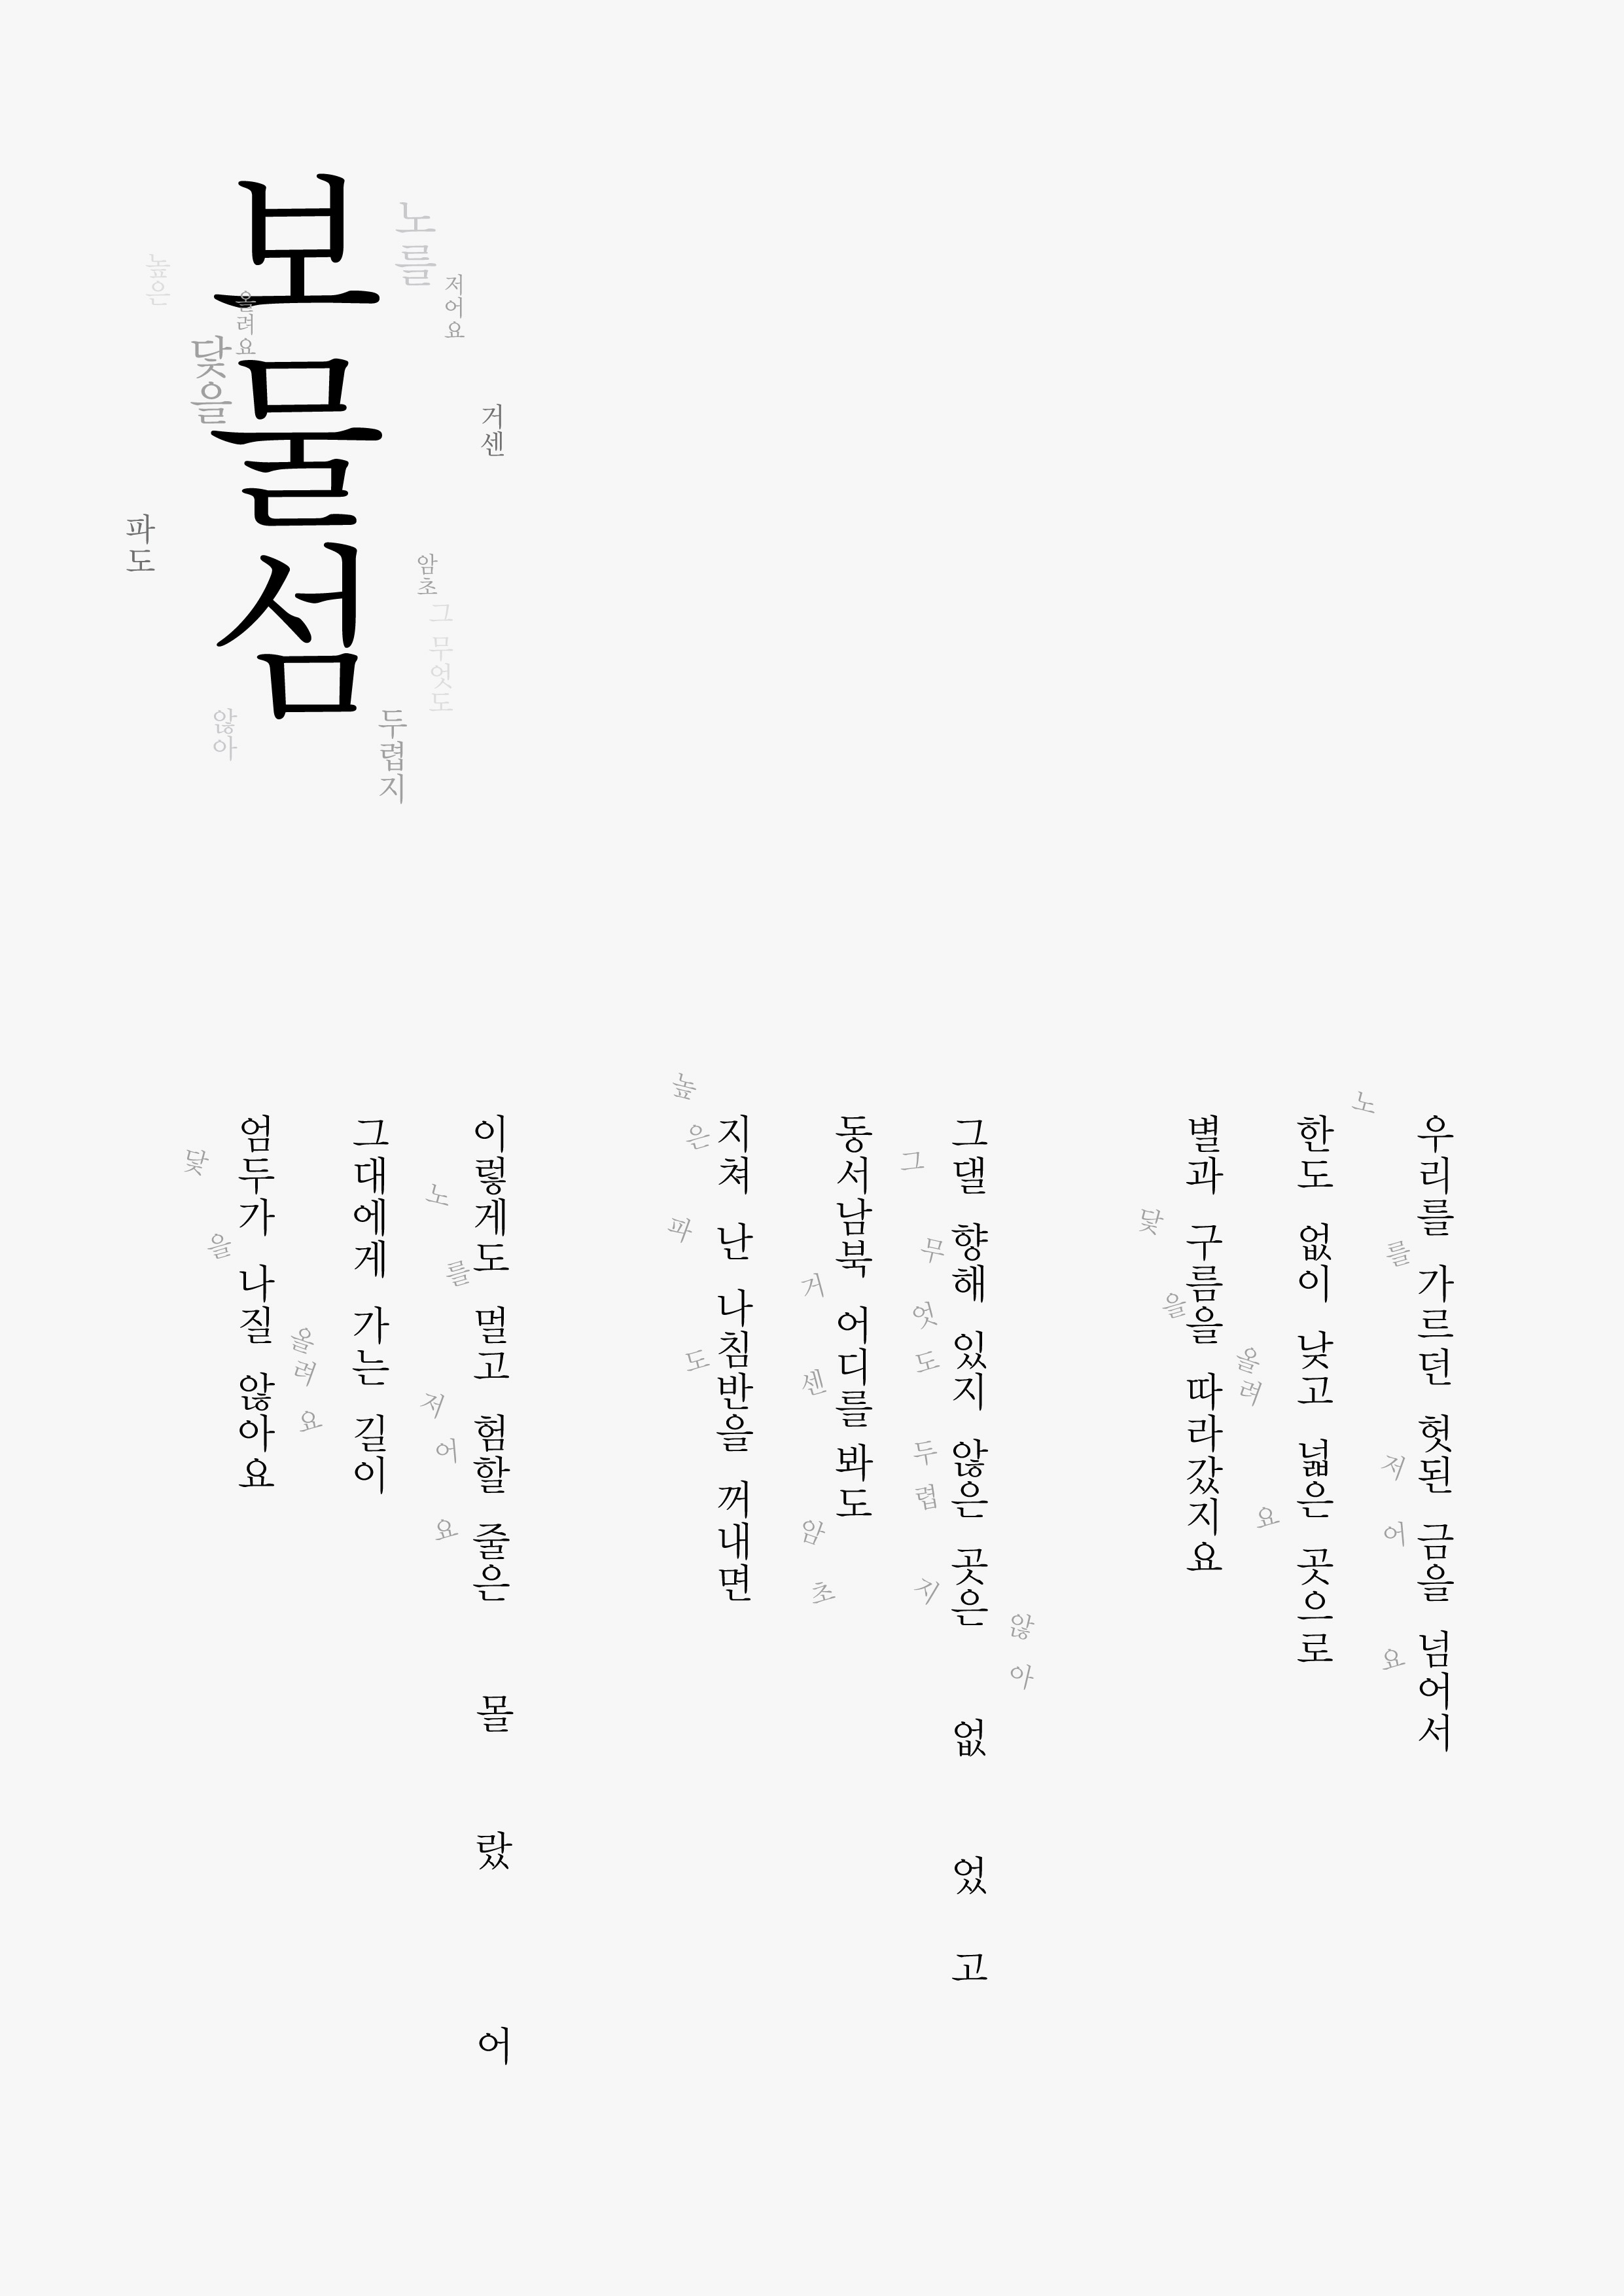 보물섬
노를
저어요
닻을
올려요
높은
파도
거센
암초
그 무엇도
두렵지
않아
우리를 가르던 헛된 금을 넘어서
노를 저어요
한도 없이 낮고 넓은 곳으로
올려요
별과 구름을 따라갔지요
닻을
않아
그댈 향해 있지 않은 곳은 없었고
그 무엇도 두렵지
동서남북 어디를 봐도
거센 암초
지쳐 난 나침반을 꺼내면
높은 파도
이렇게도 멀고 험할 줄은 몰랐어
노를 저어요
그대에게 가는 길이
올려요
엄두가 나질 않아요
닻을